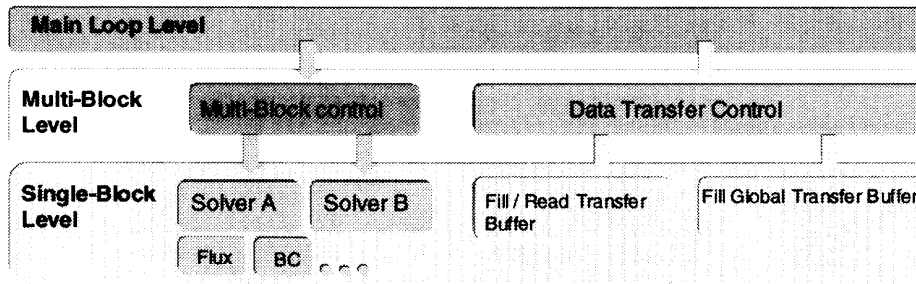 Main Loop Level
Multi-Block
Level
Multi-Block control
Data Transfer Control
Single-Block
Level
Solver A
Solver B
Fill / Read Transfer
Buffer
Fill Global Transfer Buffer
Flux
BC